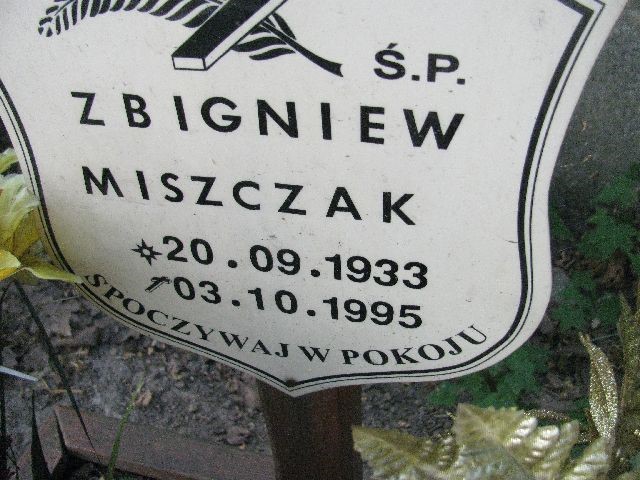 Ś.P.
ZBIGNIEW
MISZCZAK
20.09.1933
03.10.1995
SPOCZYWAJ W POKOJU